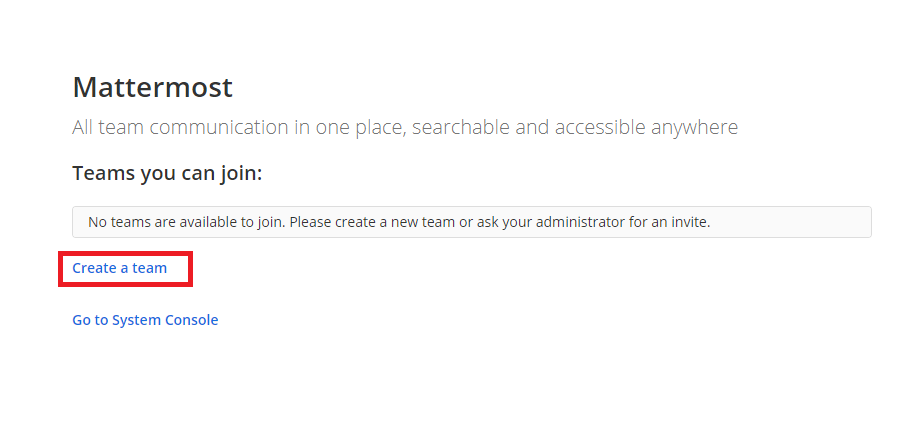 Mattermost
All team communication in one place, searchable and accessible anywhere
Teams you can join:
No teams are available to join. Please create a new team or ask your administrator for an invite.
Create a team
Go to System Console